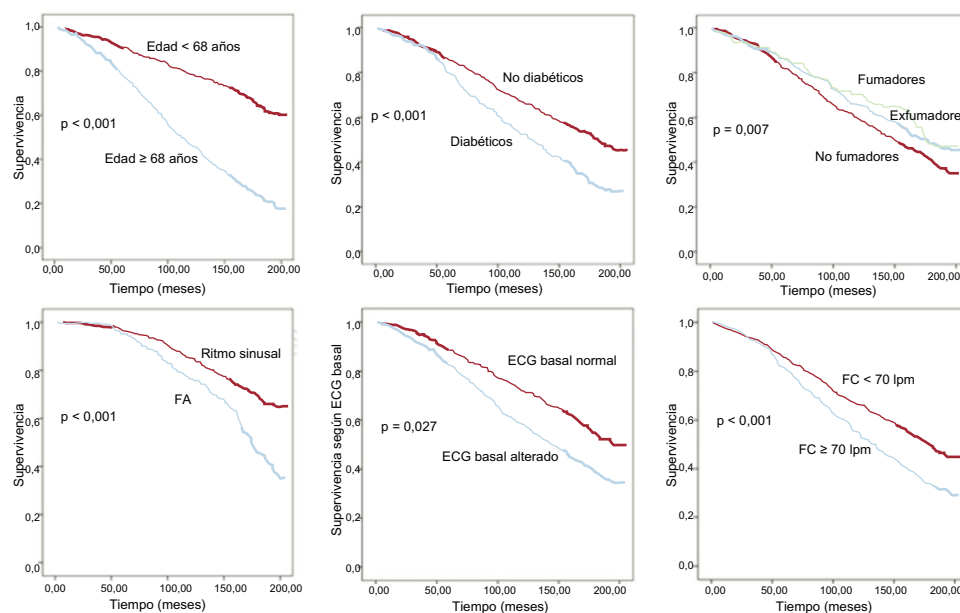 Supervivencia
1,0
0,8
0,6
0,4
0,2
0,0
Edad < 68 años
p < 0,001
Edad ≥ 68 años
0,00 50,00 100,00 150,00 200,00
Tiempo (meses)
Supervivencia
1,0
0,8
0,6
0,4
0,2
0,0
No diabéticos
p < 0,001
Diabéticos
0,00 50,00 100,00 150,00 200,00
Tiempo (meses)
Supervivencia
1,0
0,8
0,6
0,4
0,2
0,0
Fumadores
Exfumadore
p = 0,007
No fumadores
0,00 50,00 100,00 150,00 200,00
Tiempo (meses)
Supervivencia
1,0
0,8
0,6
0,4
0,2
0,0
Ritmo sinusal
FA
p < 0,001
0,00 50,00 100,00 150,00 200,00
Tiempo (meses)
Supervivencia según ECG basal
1,0
0,8
0,6
0,4
0,2
0,0
ECG basal normal
p = 0,027
ECG basal alterado
0,00 50,00 100,00 150,00 200,00
Tiempo (meses)
Supervivencia
1,0
0,8
0,6
0,4
0,2
0,0
FC < 70 lpm
p < 0,001
FC ≥ 70 lpm
0,00 50,00 100,00 150,00 200,00
Tiempo (meses)